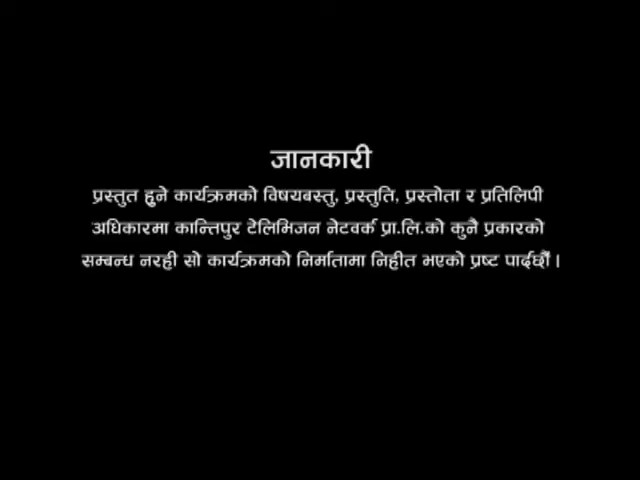 जानकारी
प्रस्तुत हुने कार्यक्रमको विषयबस्तु, प्रस्तुति, प्रस्तोता र प्रतिलिपी
अधिकारमा कान्तिपुर टेलिभिजन नेटवर्क प्रा.लि.को कुनै प्रकारको
सम्बन्ध नरही सो कार्यक्रमको निर्मातामा निहीत भएको प्रष्ट पार्दछौं ।